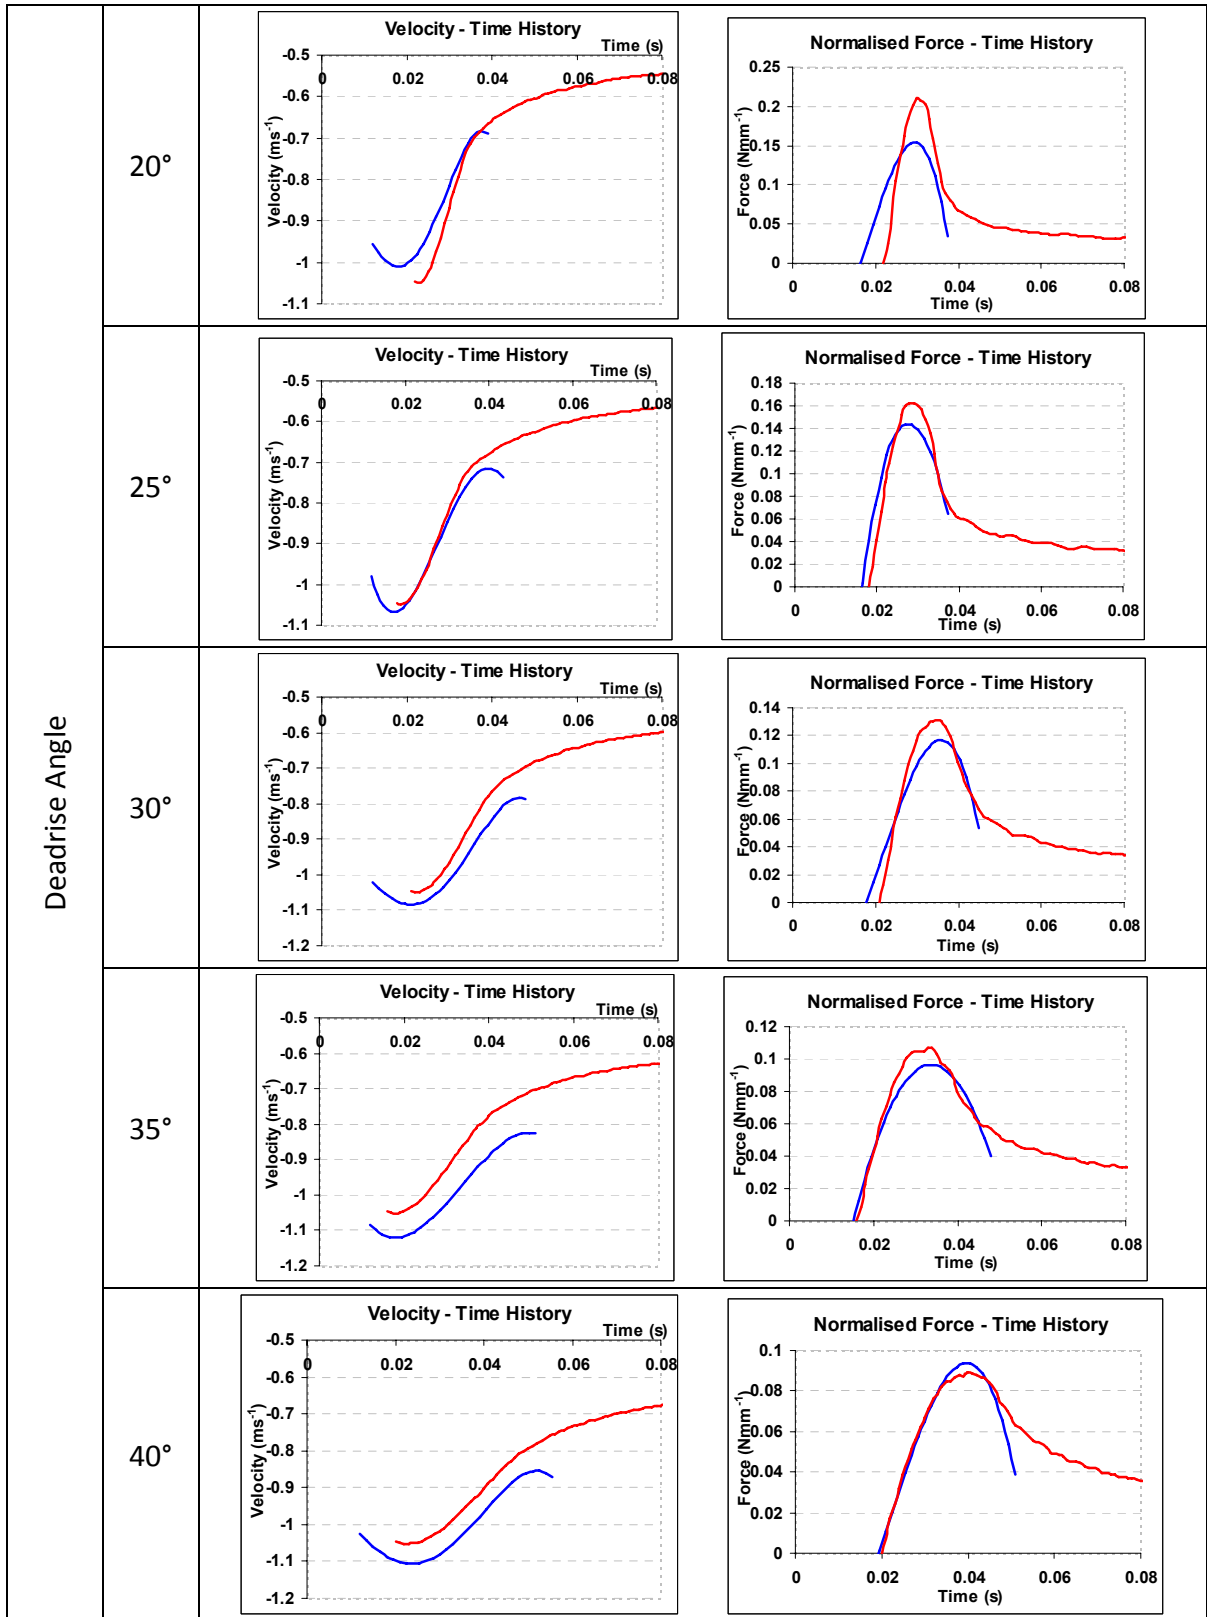 Deadrise Angle
20°
Velocity - Time History
Time (s)
Velocity (ms-1)
-0.5
-0.6
-0.7
-0.8
-0.9
-1
-1.1
0 0.02 0.04 0.06 0.08
Normalised Force - Time History
Force (Nmm-1)
0.25
0.2
0.15
0.1
0.05
0
0 0.02 0.04 0.06 0.08
Time (s)
25°
Velocity - Time History
Time (s)
Velocity (ms-1)
-0.5
-0.6
-0.7
-0.8
-0.9
-1
-1.1
0 0.02 0.04 0.06 0.08
Normalised Force - Time History
Force (Nmm-1)
0.18
0.16
0.14
0.12
0.1
0.08
0.06
0.04
0.02
0
0 0.02 0.04 0.06 0.08
Time (s)
30°
Velocity - Time History
Time (s)
Velocity (ms-1)
-0.5
-0.6
-0.7
-0.8
-0.9
-1
-1.1
-1.2
0 0.02 0.04 0.06 0.08
Normalised Force - Time History
Force (Nmm-1)
0.14
0.12
0.1
0.08
0.06
0.04
0.02
0
0 0.02 0.04 0.06 0.08
Time (s)
35°
Velocity - Time History
Time (s)
Velocity (ms-1)
-0.5
-0.6
-0.7
-0.8
-0.9
-1
-1.1
-1.2
0 0.02 0.04 0.06 0.08
Normalised Force - Time History
Force (Nmm-1)
0.12
0.1
0.08
0.06
0.04
0.02
0
0 0.02 0.04 0.06 0.08
Time (s)
40°
Velocity - Time History
Time (s)
Velocity (ms-1)
-0.5
-0.6
-0.7
-0.8
-0.9
-1
-1.1
-1.2
0 0.02 0.04 0.06 0.08
Normalised Force - Time History
Force (Nmm-1)
0.1
0.08
0.06
0.04
0.02
0
0 0.02 0.04 0.06 0.08
Time (s)